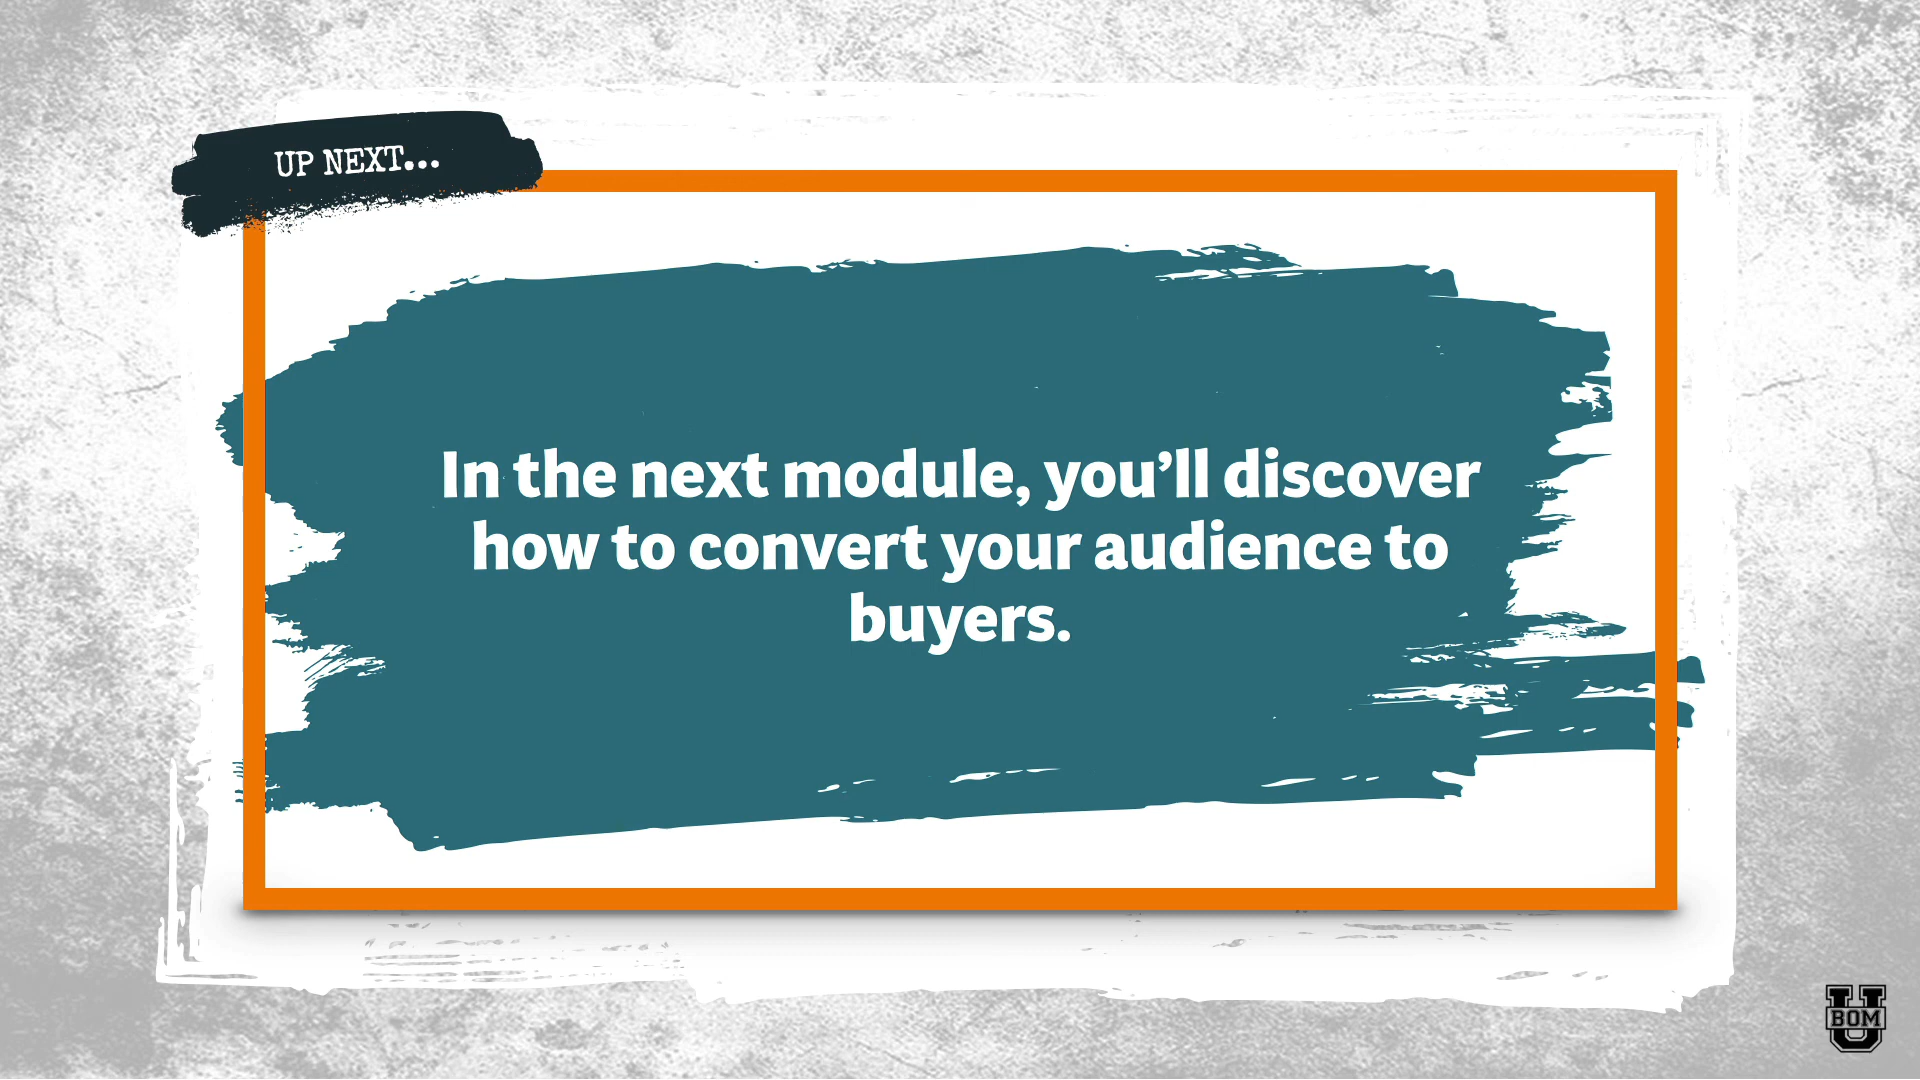 UP NEXT...
In the next module, you’ll discover
how to convert your audience to
buyers.
U
BOM